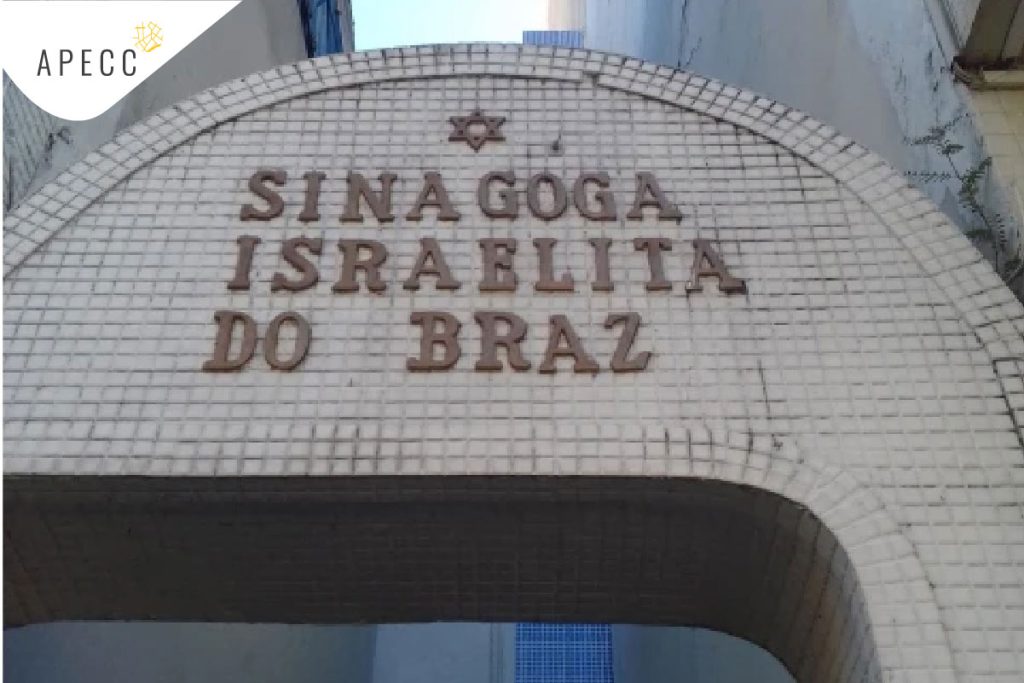 APECC
SINAGOGA
ISRAELITA
DO BRAZ